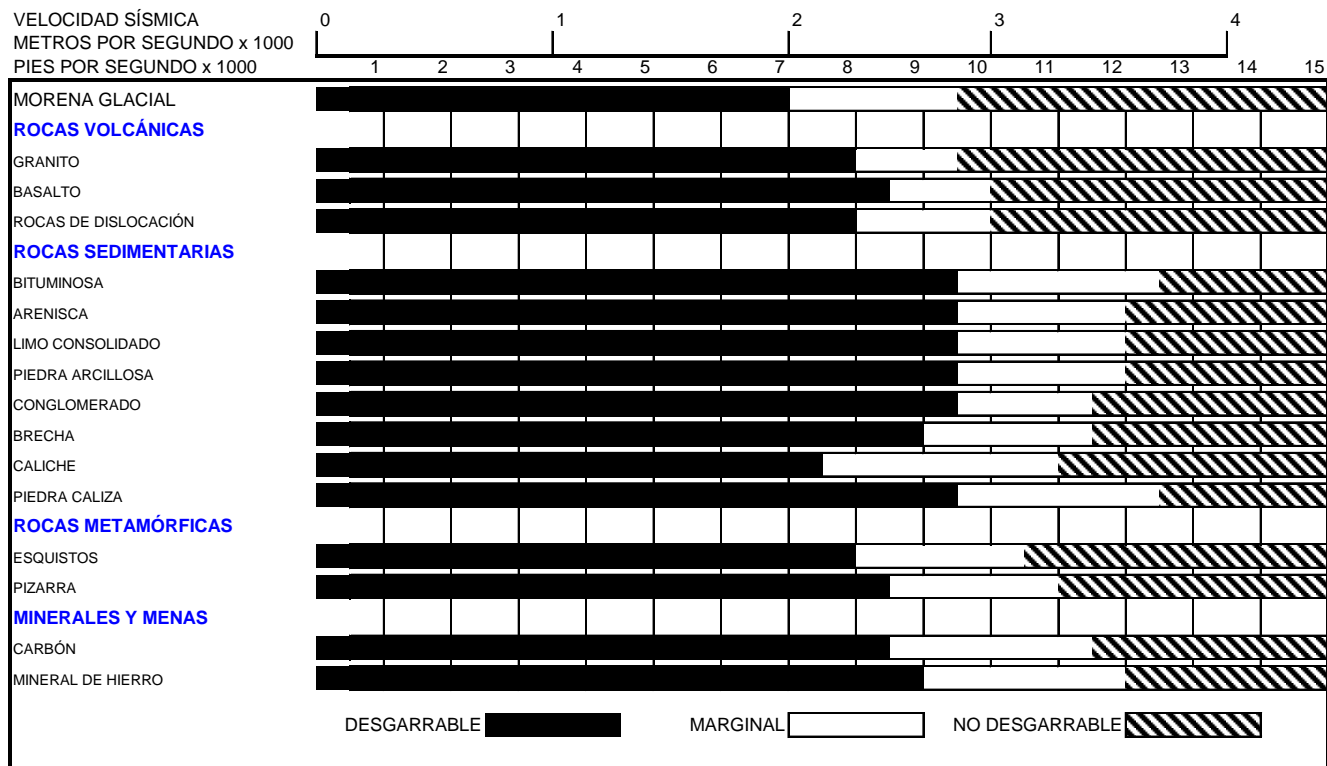 VELOCIDAD SÍSMICA 0 1 2 3 4
METROS POR SEGUNDO x 1000
PIES POR SEGUNDO x 1000 1 2 3 4 5 6 7 8 9 10 11 12 13 14 15
MORENA GLACIAL
ROCAS VOLCÁNICAS
GRANITO
BASALTO
ROCAS DE DISLOCACIÓN
ROCAS SEDIMENTARIAS
BITUMINOSA
ARENISCA
LIMO CONSOLIDADO
PIEDRA ARCILLOSA
CONGLOMERADO
BRECHA
CALICHE
PIEDRA CALIZA
ROCAS METAMÓRFICAS
ESQUISTOS
PIZARRA
MINERALES Y MENAS
CARBÓN
MINERAL DE HIERRO
DESGARRABLE MARGINAL NO DESGARRABLE